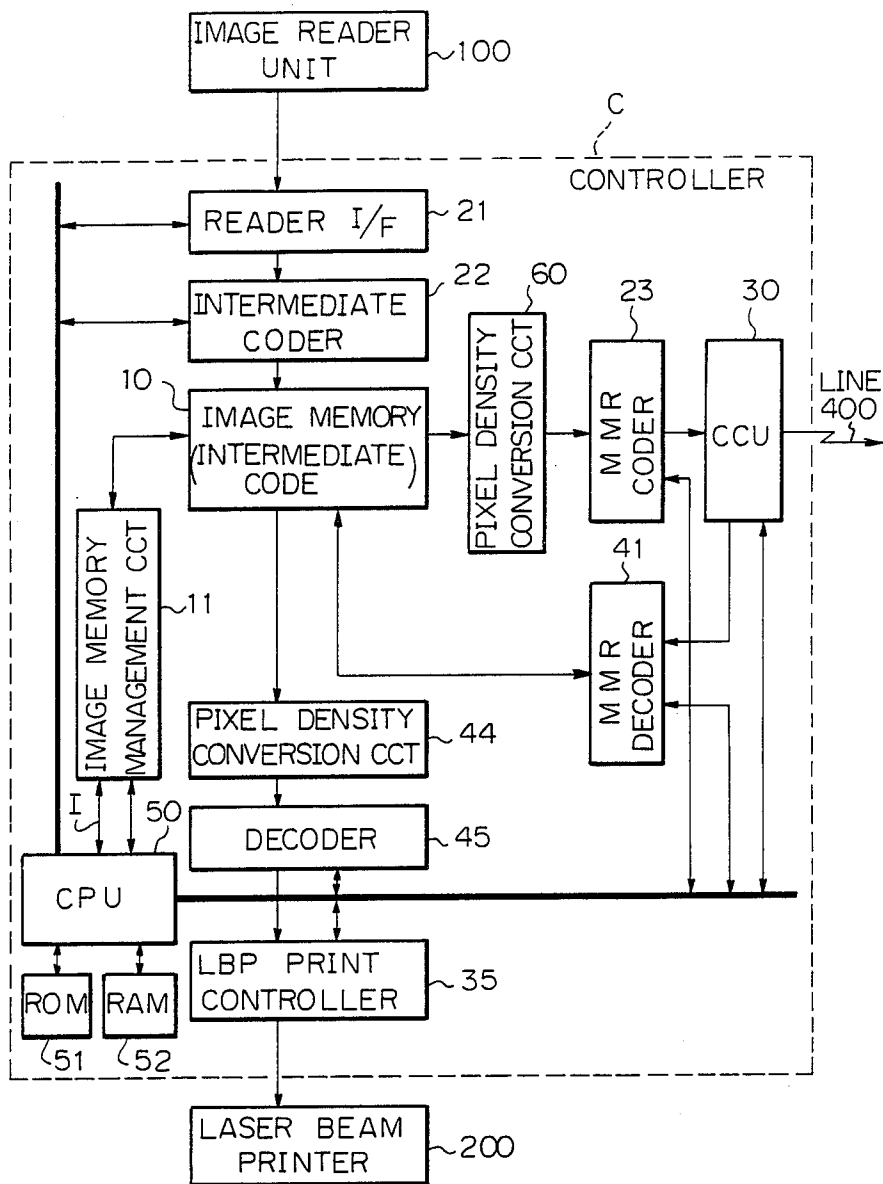 IMAGE READER
UNIT
100
C
CONTROLLER
READER I/F
21
INTERMEDIATE
CODER
22
10
IMAGE MEMORY
(INTERMEDIATE
CODE)
60
PIXEL DENSITY
CONVERSION CCT
23
MMR
CODER
30
CCU
LINE
400
IMAGE MEMORY
MANAGEMENT CCT
11
41
MMR
DECODER
PIXEL DENSITY
CONVERSION CCT
44
I
50
DECODER
45
CPU
LBP PRINT
CONTROLLER
35
ROM
RAM
51
52
LASER BEAM
PRINTER
200